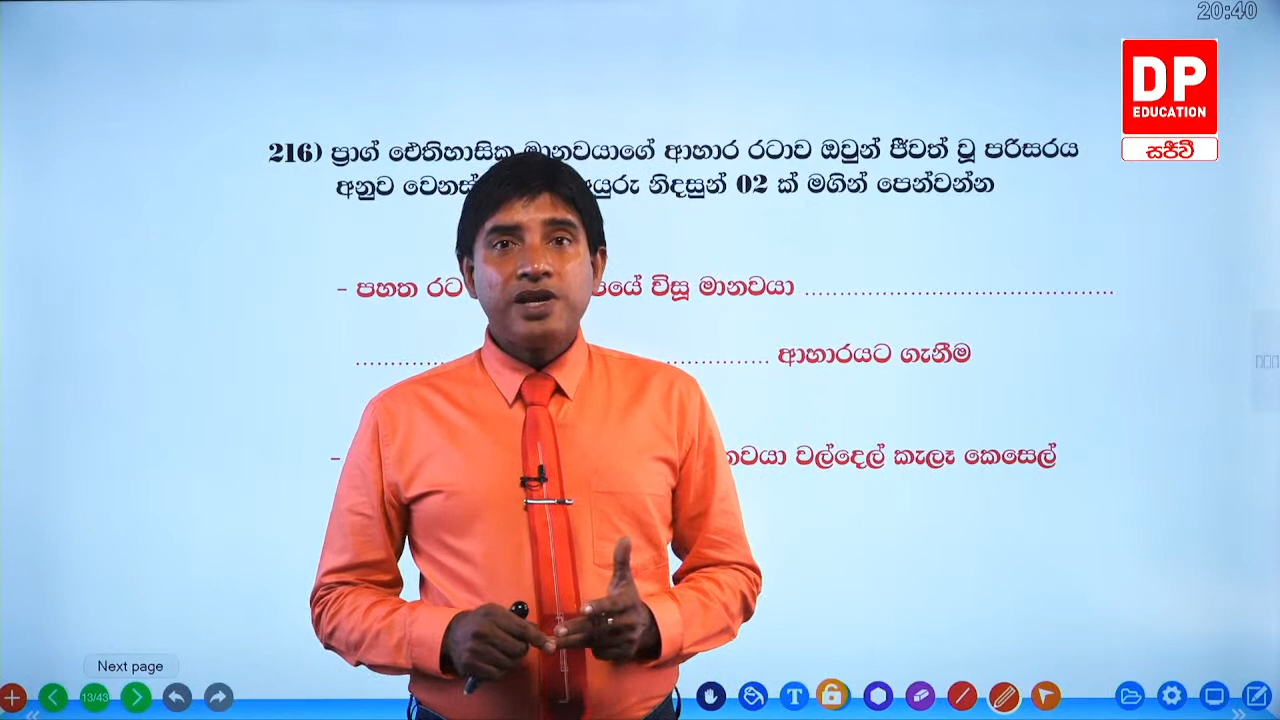 20:40
DP
EDUCATION
සජීවී
216) ප්‍රාග් ඓතිහාසික මානවයාගේ ආහාර රටාව ඔවුන් ජීවත් වූ පරිසරය
අනුව නිදසුන් 02 ක් මගින් පෙන්වන්න
- පහත රට විසූ මානවයා ............................................
............. ............... ආහාරයට ගැනීම
- වල්දෙල් කැලෑ කෙසෙල්
Next page
13/43